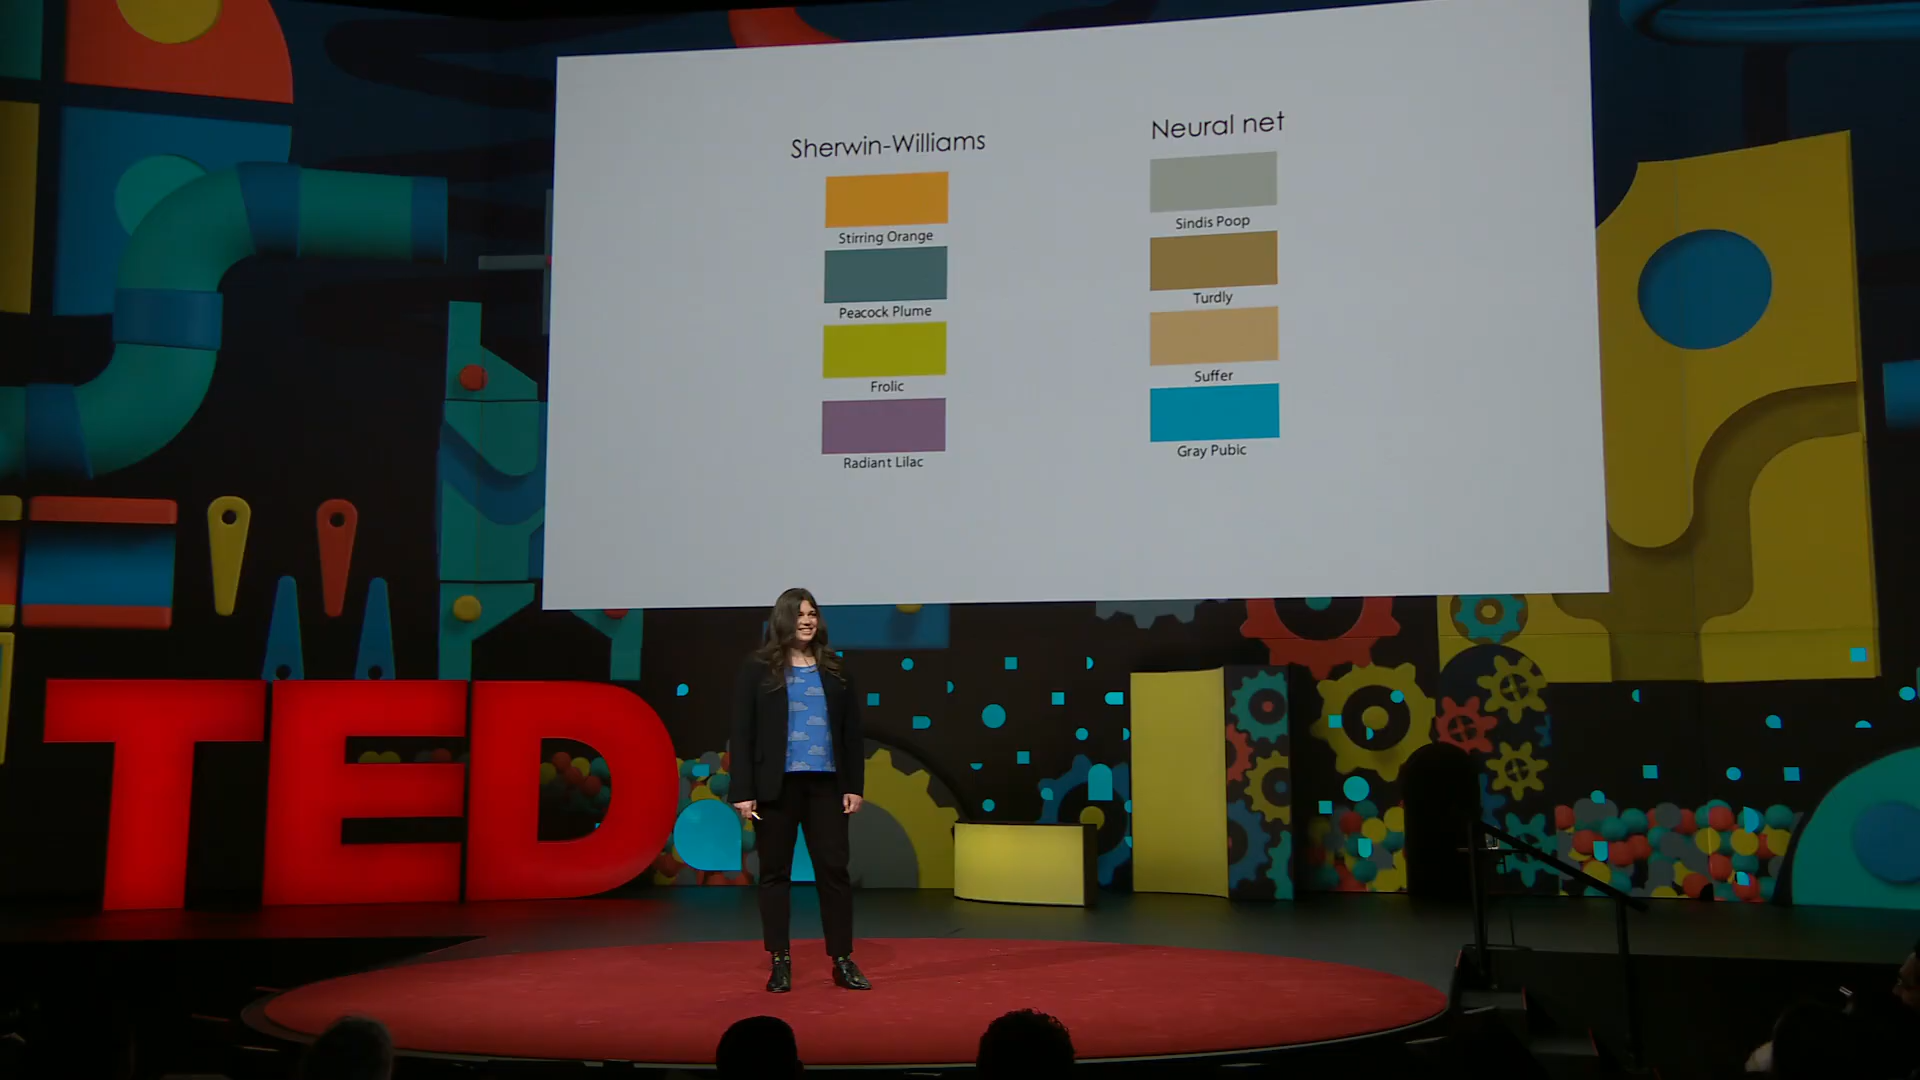 Sherwin-Williams
Stirring Orange
Peacock Plume
Frolic
Radiant Lilac
Neural net
Sindis Poop
Turdly
Suffer
Gray Pubic
TED